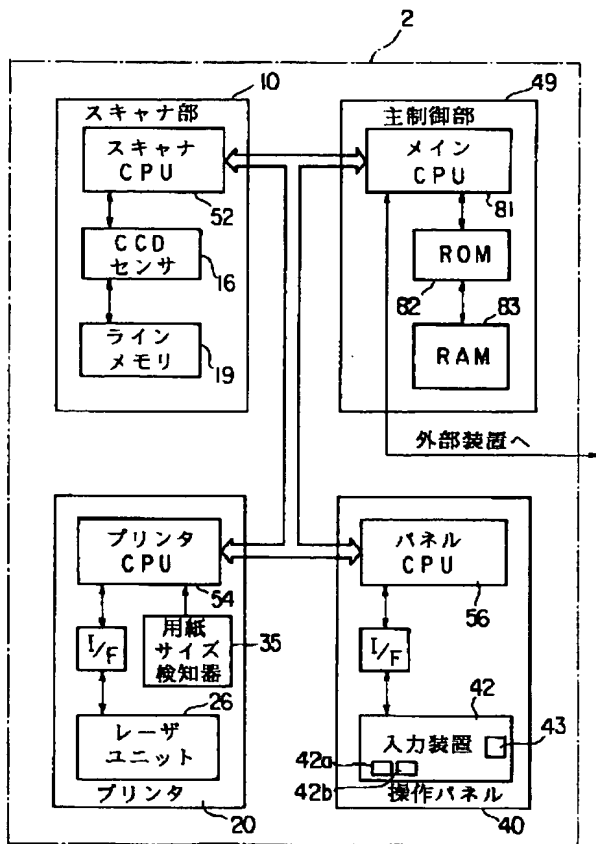 2
10
スキャナ部
スキャナ
CPU
52
CCD
センサ
16
ライン
メモリ
19
49
主制御部
メイン
CPU
81
ROM
82
83
RAM
外部装置へ
プリンタ
CPU
54
I/F
用紙
サイズ
検知器
35
26
レーザ
ユニット
プリンタ
20
パネル
CPU
56
I/F
42
入力装置
43
42a
42b
操作パネル
40